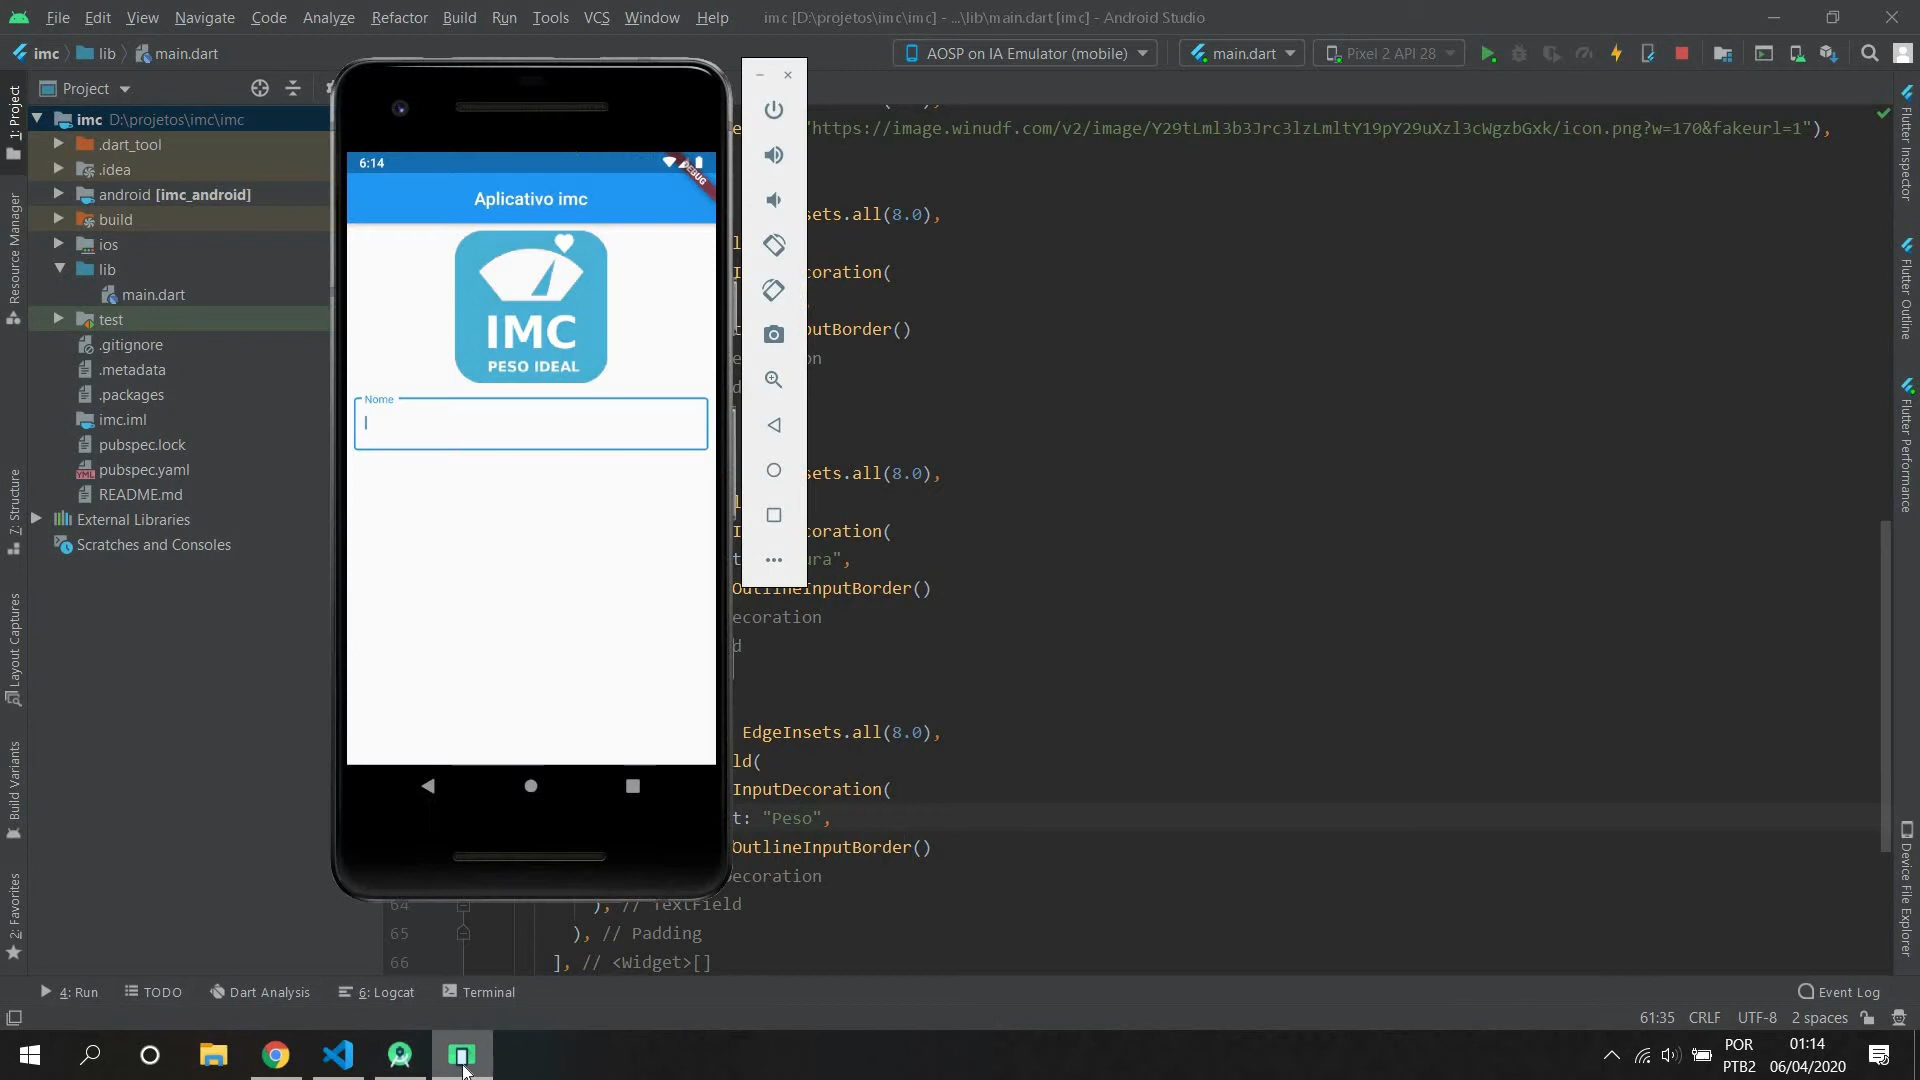 File Edit View Navigate Code Analyze Refactor Build Run Tools VCS Window Help imc [D:\projetos\imc\imc] - ...\lib\main.dart [imc] - Android Studio
imc lib main.dart AOSP on IA Emulator (mobile) main.dart Pixel 2 API 28
Project
1: Project
Resource Manager
Z: Structure
Layout Captures
Build Variants
2: Favorites
imc D:\projetos\imc\imc
.dart_tool
.idea
android [imc_android]
build
ios
lib
main.dart
test
.gitignore
.metadata
.packages
imc.iml
pubspec.lock
pubspec.yaml
README.md
External Libraries
Scratches and Consoles
6:14
DEBUG
Aplicativo imc
IMC
PESO IDEAL
Nome
"https://image.winudf.com/v2/image/Y29tLml3b3Jrc3lzLmltY19pY29uXzl3cWgzbGxk/icon.png?w=170&fakeurl=1"),
sets.all(8.0),
oration(
utBorder()
n
sets.all(8.0),
oration(
ura",
OutlineInputBorder()
ecoration
d
EdgeInsets.all(8.0),
ld(
InputDecoration(
t: "Peso",
OutlineInputBorder()
ecoration
64 ), // TextField
65 ), // Padding
66 ], // <Widget>[]
Flutter Inspector
Flutter Outline
Flutter Performance
Device File Explorer
4: Run TODO Dart Analysis 6: Logcat Terminal Event Log
61:35 CRLF UTF-8 2 spaces
POR 01:14
PTB2 06/04/2020